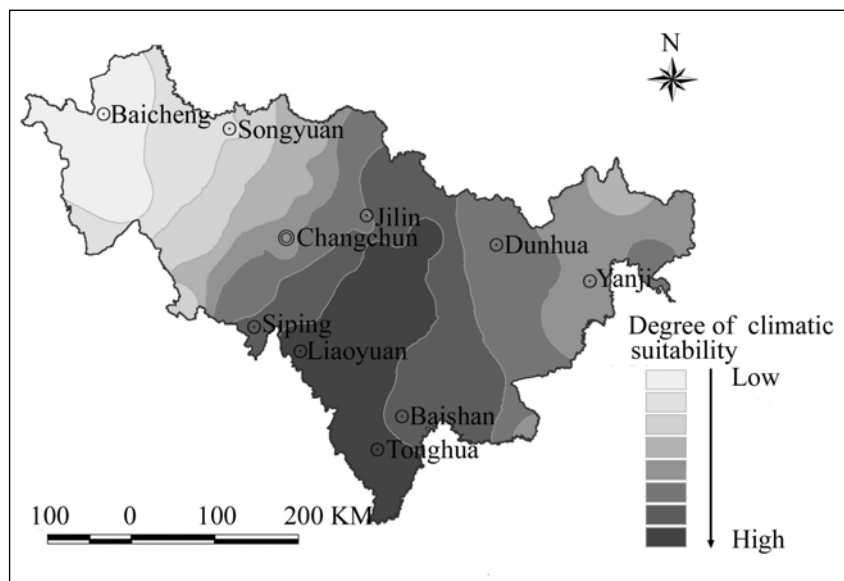 N
Baicheng
Songyuan
Jilin
Changchun
Dunhua
Yanji
Siping
Liaoyuan
Baishan
Tonghua
Degree of climatic
suitability
Low
High
100 0 100 200 KM